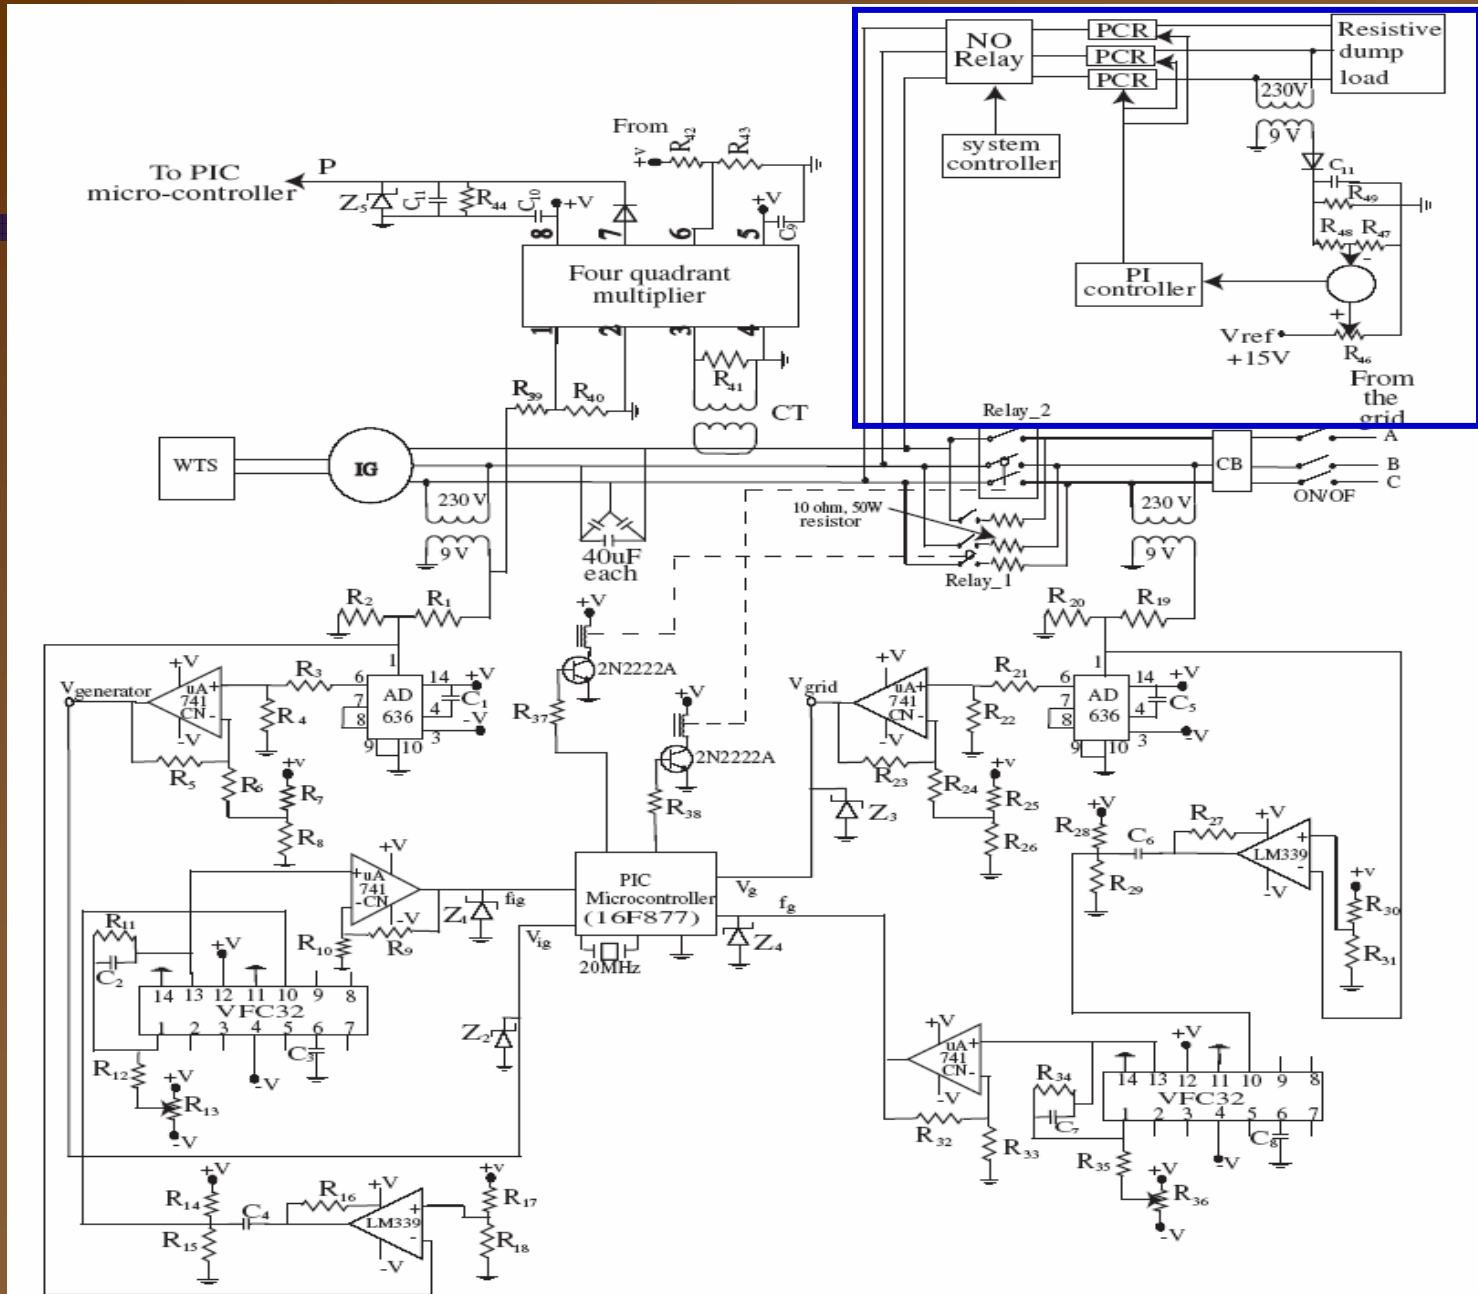 NO
Relay
PCR
PCR
PCR
Resistive
dump
load
230V
9 V
system
controller
C11
R49
R48 R47
-
PI
controller
+
Vref
+15V
R46
From
the
grid
From
+v
R42
R43
To PIC
micro-controller
P
Z5
C11
R44
C10
+V
+V
C9
8 7 6 5
Four quadrant
multiplier
1 2 3 4
R39
R40
R41
CT
Relay_2
WTS
IG
CB
A
B
C
ON/OF
230 V
9 V
40uF
each
10 ohm, 50W
resistor
Relay_1
230 V
9 V
R2
R1
+V
2N2222A
R37
+V
2N2222A
R38
R20
R19
Vgenerator
+V
uA+
741
CN-
-V
R3
R4
R5
R6
+v
R7
R8
1
6
7
8
9 10
14
4
3
AD
636
+V
C1
-V
Vgrid
+V
uA+
741
CN-
-V
R21
R22
R23
R24
+v
R25
R26
Z3
1
6
7
8
9 10
14
4
3
AD
636
+V
C5
-V
+V
R28
R29
C6
R27
+V
LM339
+
-
-V
+v
R30
R31
+V
+uA
741
-CN
-V
R10
R9
Z1
fig
Vig
PIC
Microcontroller
(16F877)
20MHz
Vg
fg
Z4
Z2
R11
C2
+V
14 13 12 11 10 9 8
VFC32
1 2 3 4 5 6 7
C3
-V
R12
+V
R13
-V
+V
uA+
741
CN-
-V
R32
R33
R34
C7
+V
14 13 12 11 10 9 8
VFC32
1 2 3 4 5 6 7
C8
-V
R35
+V
R36
-V
+V
R14
R15
C4
R16
+V
LM339
+
-
-V
+v
R17
R18